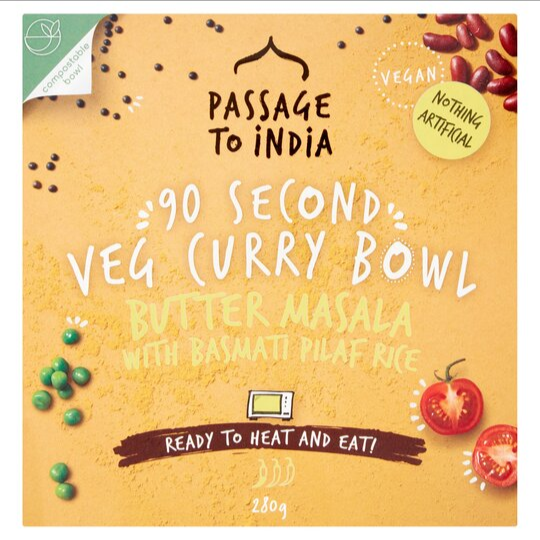 compostable
bowl
VEGAN
NOTHING
ARTIFICIAL
PASSAGE
TO INDIA
90 SECOND
VEG CURRY BOWL
BUTTER MASALA
WITH BASMATI PILAF RICE
READY TO HEAT AND EAT!
280g